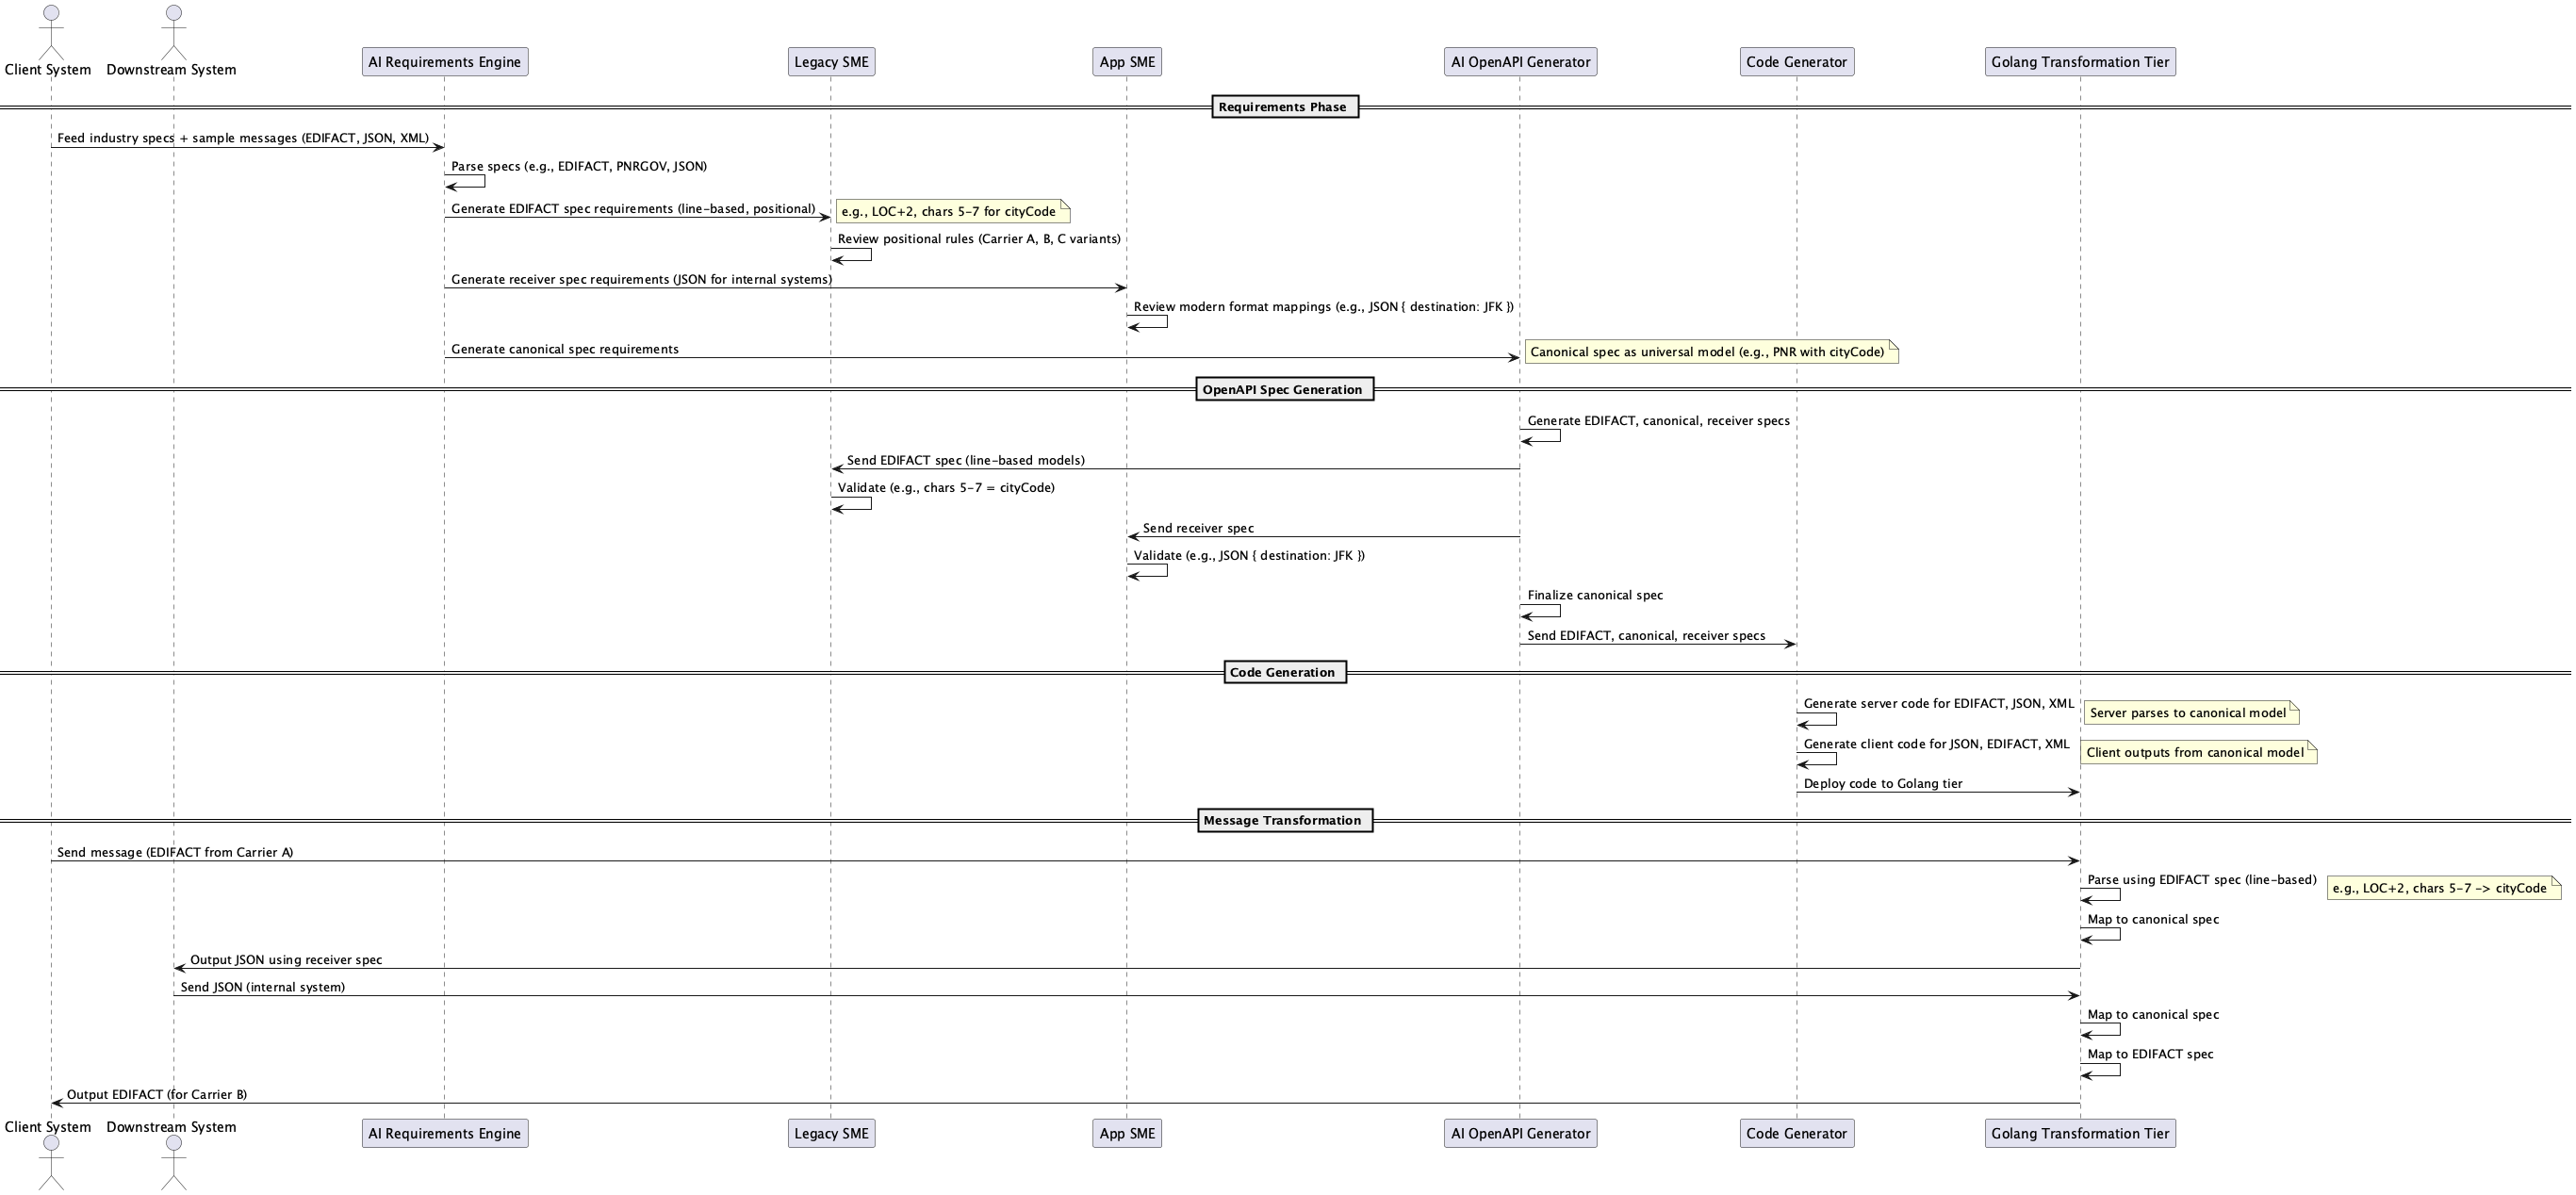 Client System
Downstream System
AI Requirements Engine
Legacy SME
App SME
AI OpenAPI Generator
Code Generator
Golang Transformation Tier
Requirements Phase
Feed industry specs + sample messages (EDIFACT, JSON, XML)
Parse specs (e.g., EDIFACT, PNRGOV, JSON)
Generate EDIFACT spec requirements (line-based, positional)
e.g., LOC+2, chars 5-7 for cityCode
Review positional rules (Carrier A, B, C variants)
Generate receiver spec requirements (JSON for internal systems)
Review modern format mappings (e.g., JSON { destination: JFK })
Generate canonical spec requirements
Canonical spec as universal model (e.g., PNR with cityCode)
OpenAPI Spec Generation
Generate EDIFACT, canonical, receiver specs
Send EDIFACT spec (line-based models)
Validate (e.g., chars 5-7 = cityCode)
Send receiver spec
Validate (e.g., JSON { destination: JFK })
Finalize canonical spec
Send EDIFACT, canonical, receiver specs
Code Generation
Generate server code for EDIFACT, JSON, XML
Server parses to canonical model
Generate client code for JSON, EDIFACT, XML
Client outputs from canonical model
Deploy code to Golang tier
Message Transformation
Send message (EDIFACT from Carrier A)
Parse using EDIFACT spec (line-based)
e.g., LOC+2, chars 5-7 -> cityCode
Map to canonical spec
Output JSON using receiver spec
Send JSON (internal system)
Map to canonical spec
Map to EDIFACT spec
Output EDIFACT (for Carrier B)
Client System
Downstream System
AI Requirements Engine
Legacy SME
App SME
AI OpenAPI Generator
Code Generator
Golang Transformation Tier